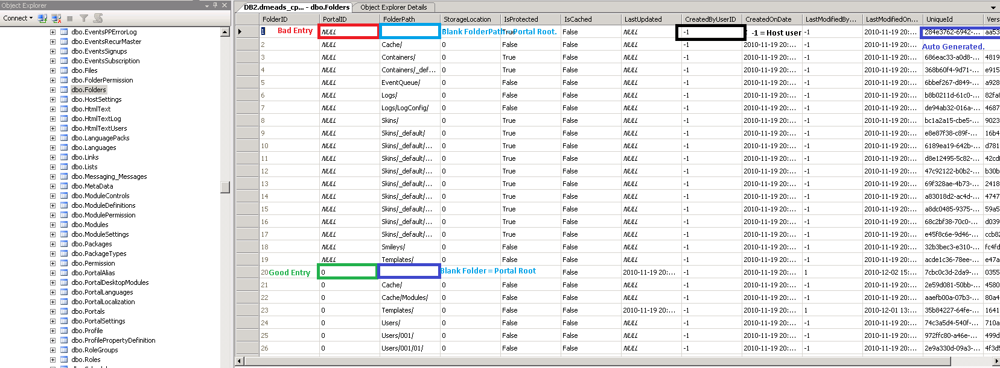 Object Explorer
Connect
dbo.EventsPPErrorLog
dbo.EventsRecurMaster
dbo.EventsSignups
dbo.EventsSubscription
dbo.Files
dbo.FolderPermission
dbo.Folders
dbo.HostSettings
dbo.HtmlText
dbo.HtmlTextLog
dbo.HtmlTextUsers
dbo.LanguagePacks
dbo.Languages
dbo.Links
dbo.Lists
dbo.Messaging_Messages
dbo.MetaData
dbo.ModuleControls
dbo.ModuleDefinitions
dbo.ModulePermission
dbo.Modules
dbo.ModuleSettings
dbo.Packages
dbo.PackageTypes
dbo.Permission
dbo.PortalAlias
dbo.PortalDesktopModules
dbo.PortalLanguages
dbo.PortalLocalization
dbo.Portals
dbo.PortalSettings
dbo.Profile
dbo.ProfilePropertyDefinition
dbo.RoleGroups
dbo.Roles
DB2.dmeads_cp... - dbo.Folders Object Explorer Details
FolderID PortalID FolderPath StorageLocation IsProtected IsCached LastUpdated CreatedByUserID CreatedOnDate LastModifiedBy... LastModifiedOn... UniqueId Vers
1 Bad Entry NULL Blank FolderPath = Portal Root. False NULL -1 -1 = Host user -1 2010-11-19 20:... 284e3762-6942-... aa53
Auto Generated.
2 NULL Cache/ 0 False False NULL -1 2010-11-19 20:... -1 2010-11-19 20:...
3 NULL Containers/ 0 True False NULL -1 2010-11-19 20:... -1 2010-11-19 20:... 686eac33-a0d8-... 4819
4 NULL Containers/_def... 0 True False NULL -1 2010-11-19 20:... -1 2010-11-19 20:... 368b60f4-9d71-... e915
5 NULL EventQueue/ 0 False False NULL -1 2010-11-19 20:... -1 2010-11-19 20:... 6bbef267-d849-... a928
6 NULL Logs/ 0 False False NULL -1 2010-11-19 20:... -1 2010-11-19 20:... b8b0211d-61c0-... 82fa
7 NULL Logs/LogConfig/ 0 False False NULL -1 2010-11-19 20:... -1 2010-11-19 20:... de94ab32-016a-... 4687
8 NULL Skins/ 0 True False NULL -1 2010-11-19 20:... -1 2010-11-19 20:... bc1a2a15-cbe5-... 9023
9 NULL Skins/_default/ 0 True False NULL -1 2010-11-19 20:... -1 2010-11-19 20:... e8e87f38-c89f-... 16b4
10 NULL Skins/_default/... 0 True False NULL -1 2010-11-19 20:... -1 2010-11-19 20:... 6189ea19-642b-... d781
11 NULL Skins/_default/... 0 True False NULL -1 2010-11-19 20:... -1 2010-11-19 20:... d8e12495-5c82-... 42cd
12 NULL Skins/_default/... 0 True False NULL -1 2010-11-19 20:... -1 2010-11-19 20:... 47c92122-b0b2-... b30b
13 NULL Skins/_default/... 0 True False NULL -1 2010-11-19 20:... -1 2010-11-19 20:... 69f328ae-4b73-... 2418
14 NULL Skins/_default/... 0 True False NULL -1 2010-11-19 20:... -1 2010-11-19 20:... a83018d2-ac4d-... 4747
15 NULL Skins/_default/... 0 True False NULL -1 2010-11-19 20:... -1 2010-11-19 20:... a8dc0485-9375-... 59a5
16 NULL Skins/_default/... 0 True False NULL -1 2010-11-19 20:... -1 2010-11-19 20:... 68c2bf38-70c0-... d039
17 NULL Skins/_default/... 0 True False NULL -1 2010-11-19 20:... -1 2010-11-19 20:... e45f8c6e-9d46-... ccb82
18 NULL Smileys/ 0 False False NULL -1 2010-11-19 20:... -1 2010-11-19 20:... 32b3bec3-e310-... fc4fd
19 NULL Templates/ 0 False False NULL -1 2010-11-19 20:... -1 2010-11-19 20:... acde1c36-78ee-... e47a
20 Good Entry 0 Blank Folder = Portal Root False 2010-11-19 20:... -1 2010-11-19 20:... 1 2010-12-02 15:... 7cbc0c3d-2da9-... 0355
21 0 Cache/ 0 False False NULL -1 2010-11-19 20:... -1 2010-11-19 20:... 2e59d081-50bb-... 4580
22 0 Cache/Modules/ 0 False False NULL -1 2010-11-19 20:... -1 2010-11-19 20:... aaefb00a-07b3-... 80a4
23 0 Templates/ 0 False False 2010-11-19 20:... -1 2010-11-19 20:... 1 2010-12-01 13:... 35b84227-64fe-... 1641
24 0 Users/ 0 False False NULL -1 2010-11-19 20:... -1 2010-11-19 20:... 74c3a5d4-540f-... 710a
25 0 Users/001/ 0 False False NULL -1 2010-11-19 20:... -1 2010-11-19 20:... 972ffc80-a46e-... 499d
26 0 Users/001/01/ 0 False False NULL -1 2010-11-19 20:... -1 2010-11-19 20:... 2e9a330d-09a3-... 4f3d5